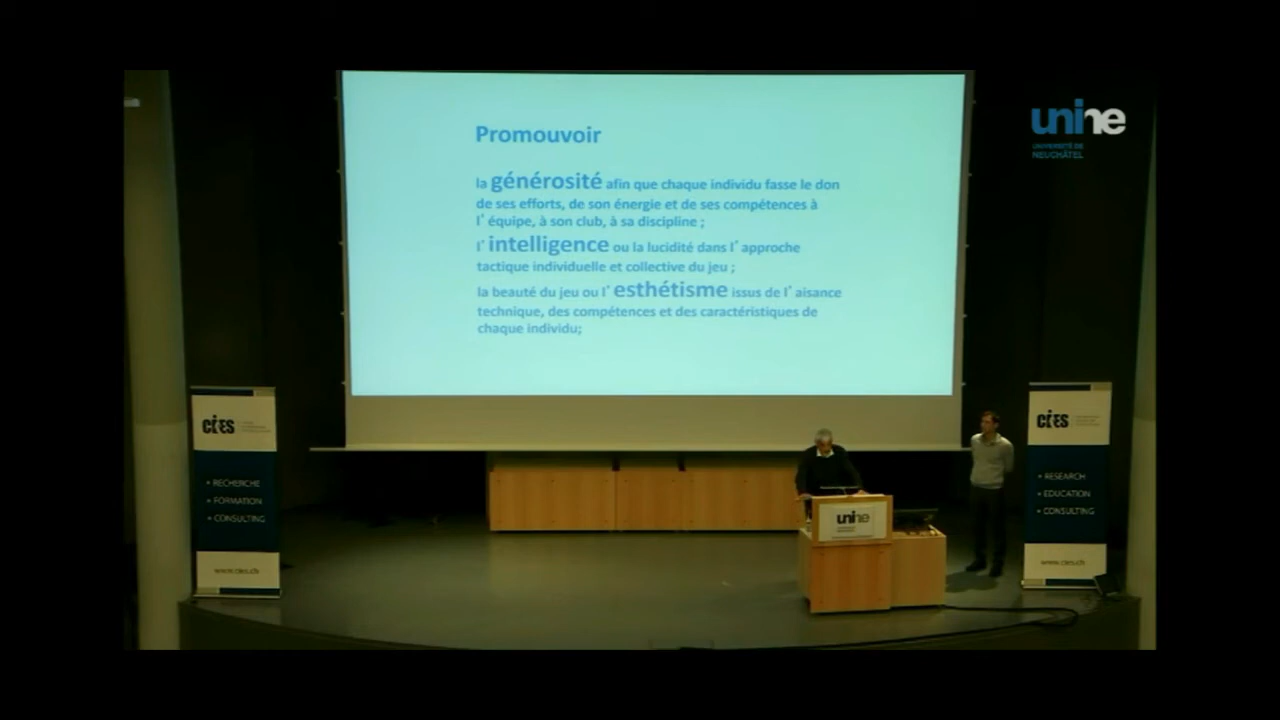 Promouvoir
la générosité afin que chaque individu fasse le don
de ses efforts, de son énergie et de ses compétences à
l’ équipe, à son club, à sa discipline ;
l’ intelligence ou la lucidité dans l’ approche
tactique individuelle et collective du jeu ;
la beauté du jeu ou l’ esthétisme issus de l’ aisance
technique, des compétences et des caractéristiques de
chaque individu;
unine
UNIVERSITÉ DE
NEUCHÂTEL
CIES
• RECHERCHE
• FORMATION
• CONSULTING
www.cies.ch
unine
CIES
• RESEARCH
• EDUCATION
• CONSULTING
www.cies.ch